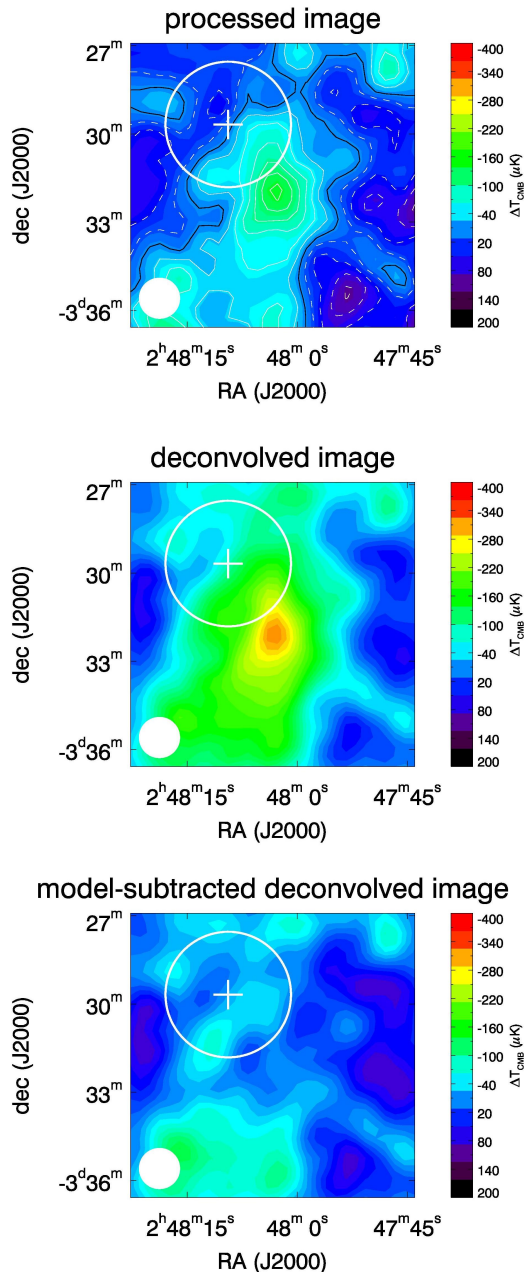 processed image
27ᵐ
30ᵐ
33ᵐ
-3ᵈ36ᵐ
dec (J2000)
2ʰ48ᵐ15ˢ 48ᵐ 0ˢ 47ᵐ45ˢ
RA (J2000)
-400
-340
-280
-220
-160
-100
-40
20
80
140
200
ΔT_CMB (μK)
deconvolved image
27ᵐ
30ᵐ
33ᵐ
-3ᵈ36ᵐ
dec (J2000)
2ʰ48ᵐ15ˢ 48ᵐ 0ˢ 47ᵐ45ˢ
RA (J2000)
-400
-340
-280
-220
-160
-100
-40
20
80
140
200
ΔT_CMB (μK)
model-subtracted deconvolved image
27ᵐ
30ᵐ
33ᵐ
-3ᵈ36ᵐ
dec (J2000)
2ʰ48ᵐ15ˢ 48ᵐ 0ˢ 47ᵐ45ˢ
RA (J2000)
-400
-340
-280
-220
-160
-100
-40
20
80
140
200
ΔT_CMB (μK)